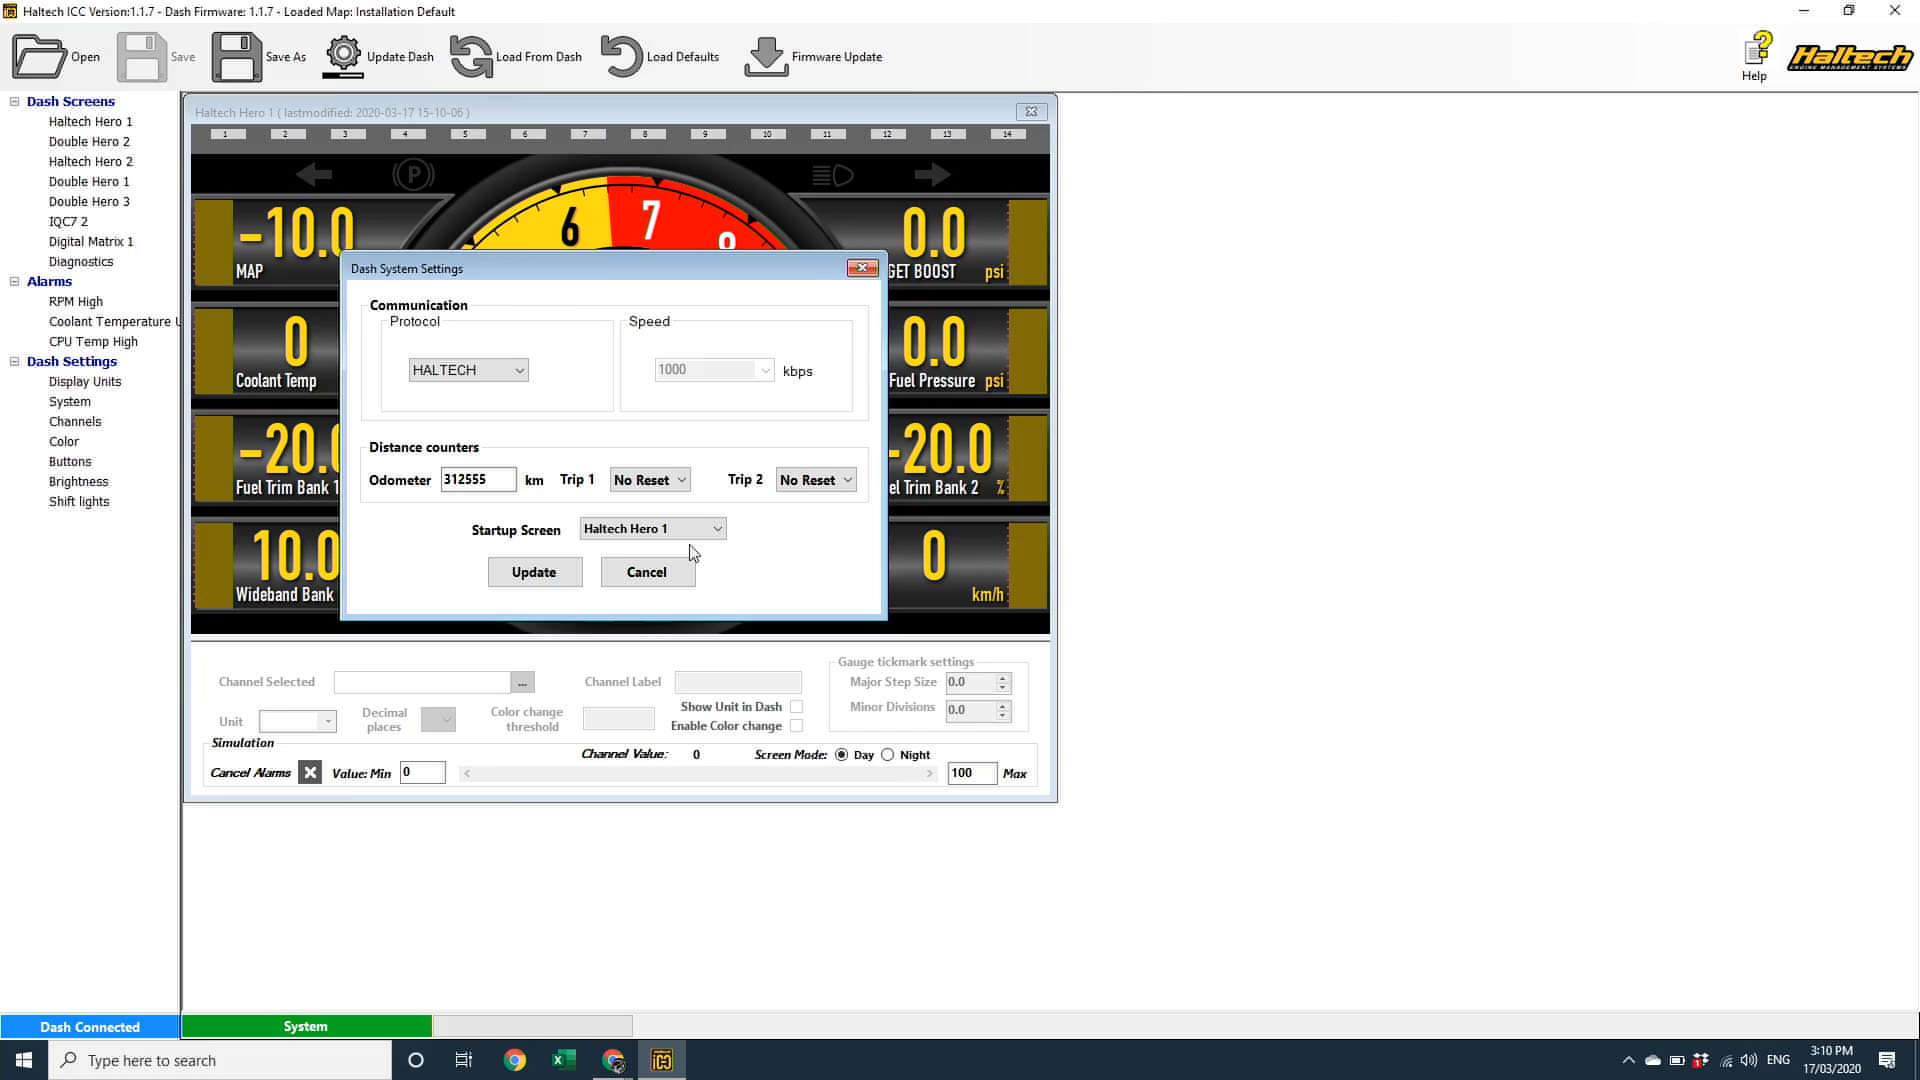 Haltech ICC Version:1.1.7 - Dash Firmware: 1.1.7 - Loaded Map: Installation Default
Open
Save
Save As
Update Dash
Load From Dash
Load Defaults
Firmware Update
Help
Haltech
ENGINE MANAGEMENT SYSTEMS
Dash Screens
Haltech Hero 1
Double Hero 2
Haltech Hero 2
Double Hero 1
Double Hero 3
IQC7 2
Digital Matrix 1
Diagnostics
Alarms
RPM High
Coolant Temperature U
CPU Temp High
Dash Settings
Display Units
System
Channels
Color
Buttons
Brightness
Shift lights
Haltech Hero 1 ( lastmodified: 2020-03-17 15-10-06 )
1 2 3 4 5 6 7 8 9 10 11 12 13 14
P
6 7 8
-10.0
MAP
0
Coolant Temp
-20.0
Fuel Trim Bank 1
10.0
Wideband Bank
0.0
GET BOOST psi
0.0
Fuel Pressure psi
-20.0
el Trim Bank 2 %
0
km/h
Dash System Settings
Communication
Protocol
HALTECH
Speed
1000 kbps
Distance counters
Odometer 312555 km Trip 1 No Reset Trip 2 No Reset
Startup Screen Haltech Hero 1
Update Cancel
Channel Selected ...
Channel Label
Unit
Decimal places
Color change threshold
Show Unit in Dash
Enable Color change
Gauge tickmark settings
Major Step Size 0.0
Minor Divisions 0.0
Simulation
Channel Value: 0 Screen Mode: Day Night
Cancel Alarms Value: Min 0 100 Max
Dash Connected System
Type here to search
ENG
3:10 PM
17/03/2020